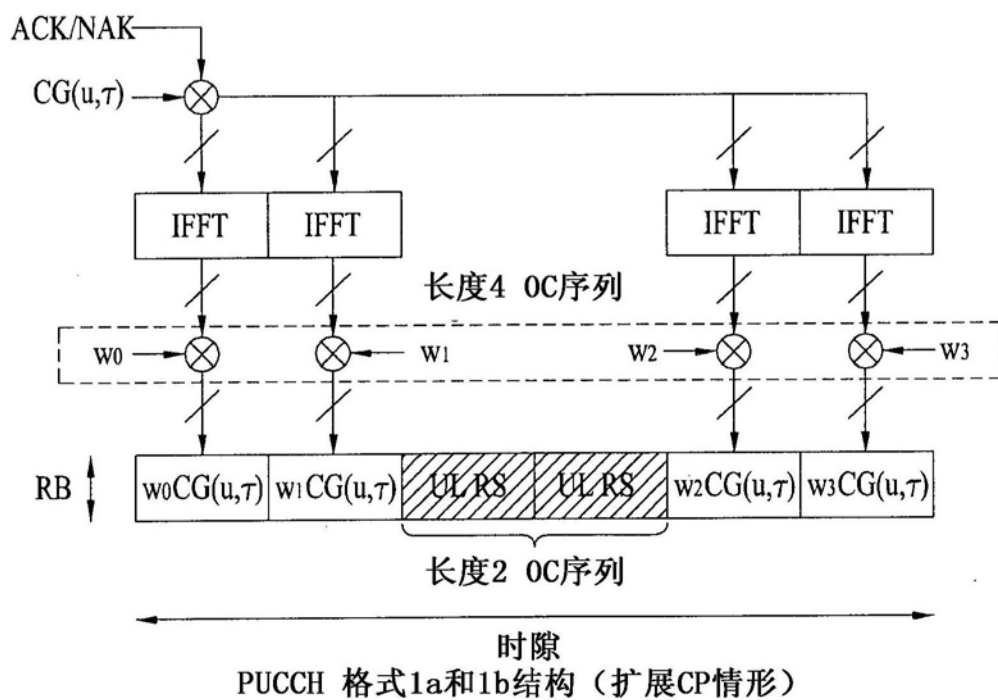 ACK/NAK
CG(u,τ)
IFFT IFFT IFFT IFFT
长度4 OC序列
W0 W1 W2 W3
RB W0CG(u,τ) W1CG(u,τ) UL RS UL RS W2CG(u,τ) W3CG(u,τ)
长度2 OC序列
时隙
PUCCH 格式1a和1b结构（扩展CP情形）